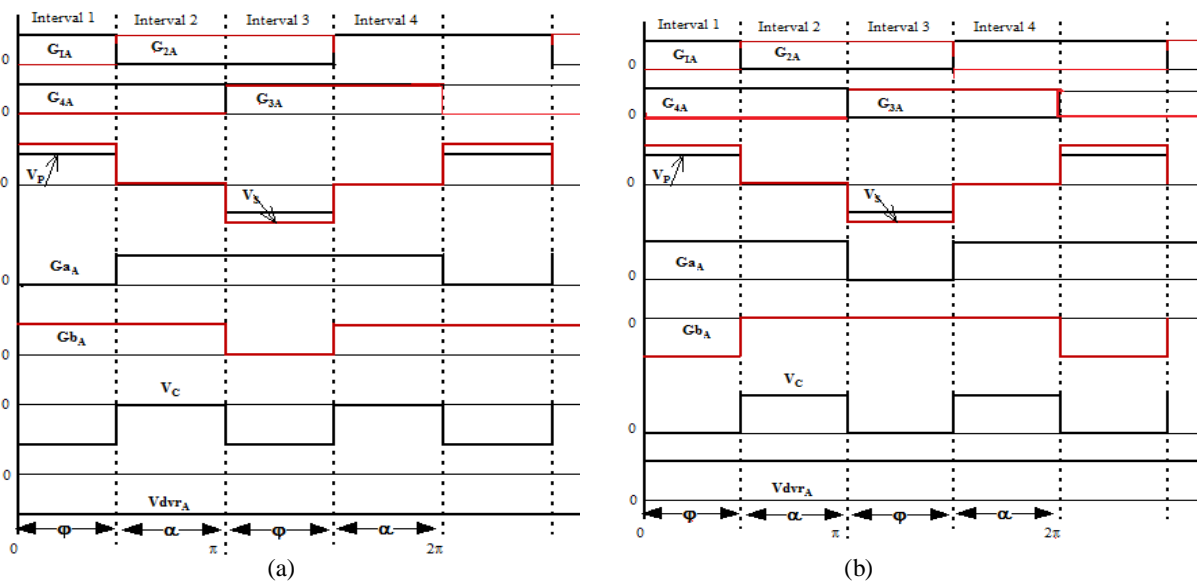 Interval 1 Interval 2 Interval 3 Interval 4
G1A G2A
0
G4A G3A
0
VP
0
VS
GaA
0
GbA
0
VC
0
0
VdvrA
φ α φ α
0 π 2π
(a)
Interval 1 Interval 2 Interval 3 Interval 4
G1A G2A
0
G4A G3A
0
VP
0
VS
GaA
0
0
GbA
VC
0
VdvrA
0
φ α φ α
0 π 2π
(b)